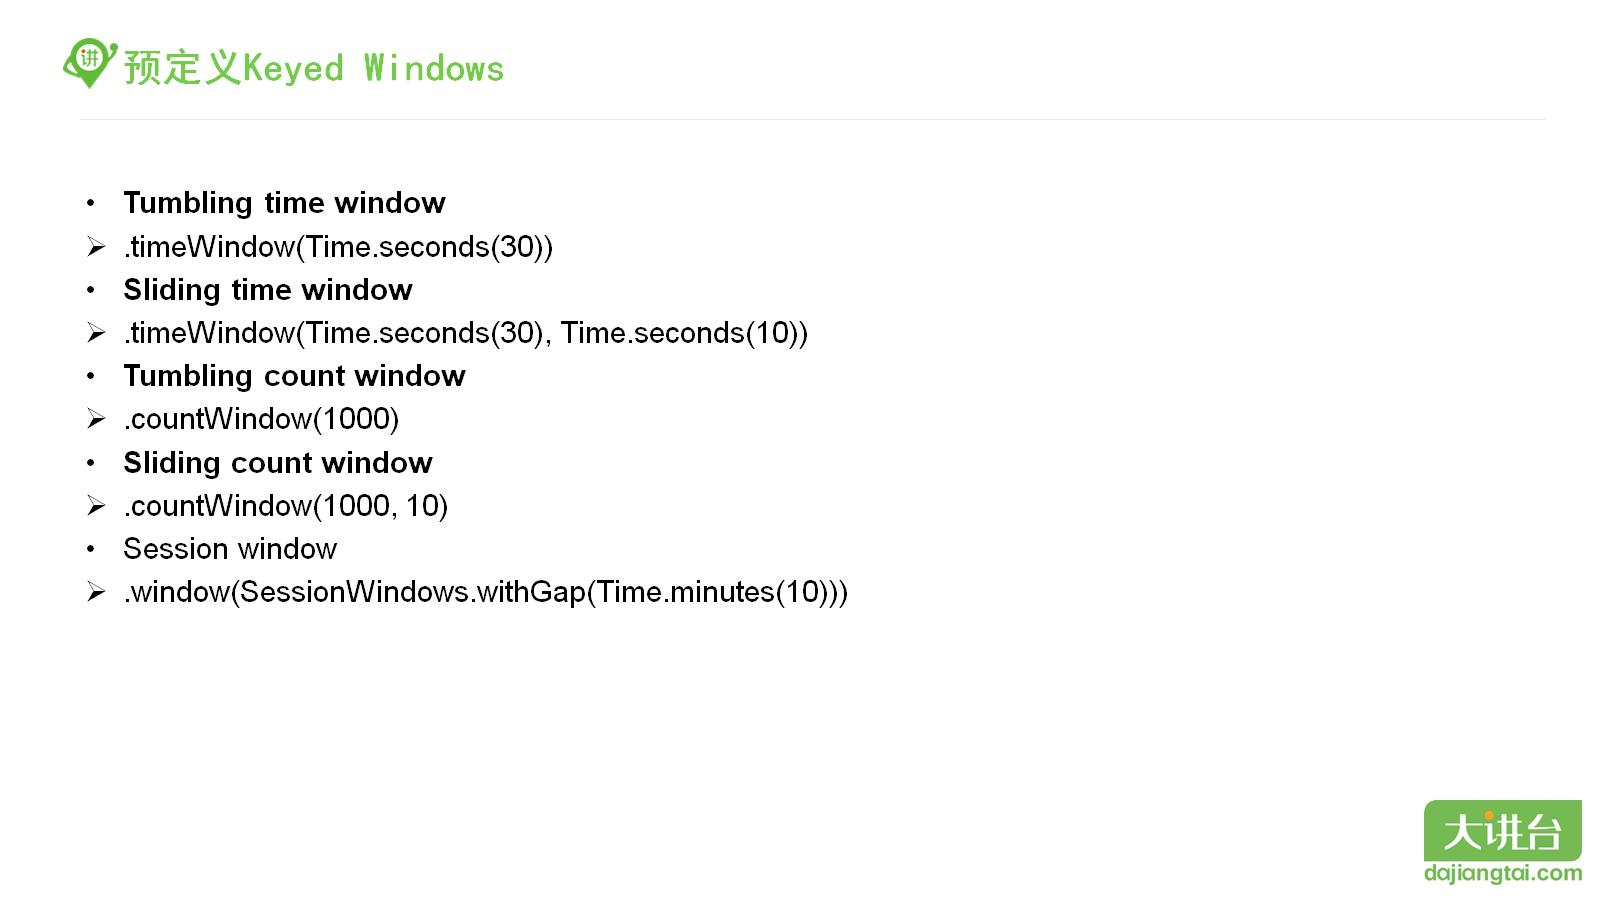 讲
预定义Keyed Windows
• Tumbling time window
➢ .timeWindow(Time.seconds(30))
• Sliding time window
➢ .timeWindow(Time.seconds(30), Time.seconds(10))
• Tumbling count window
➢ .countWindow(1000)
• Sliding count window
➢ .countWindow(1000, 10)
• Session window
➢ .window(SessionWindows.withGap(Time.minutes(10)))
大讲台
dajiangtai.com